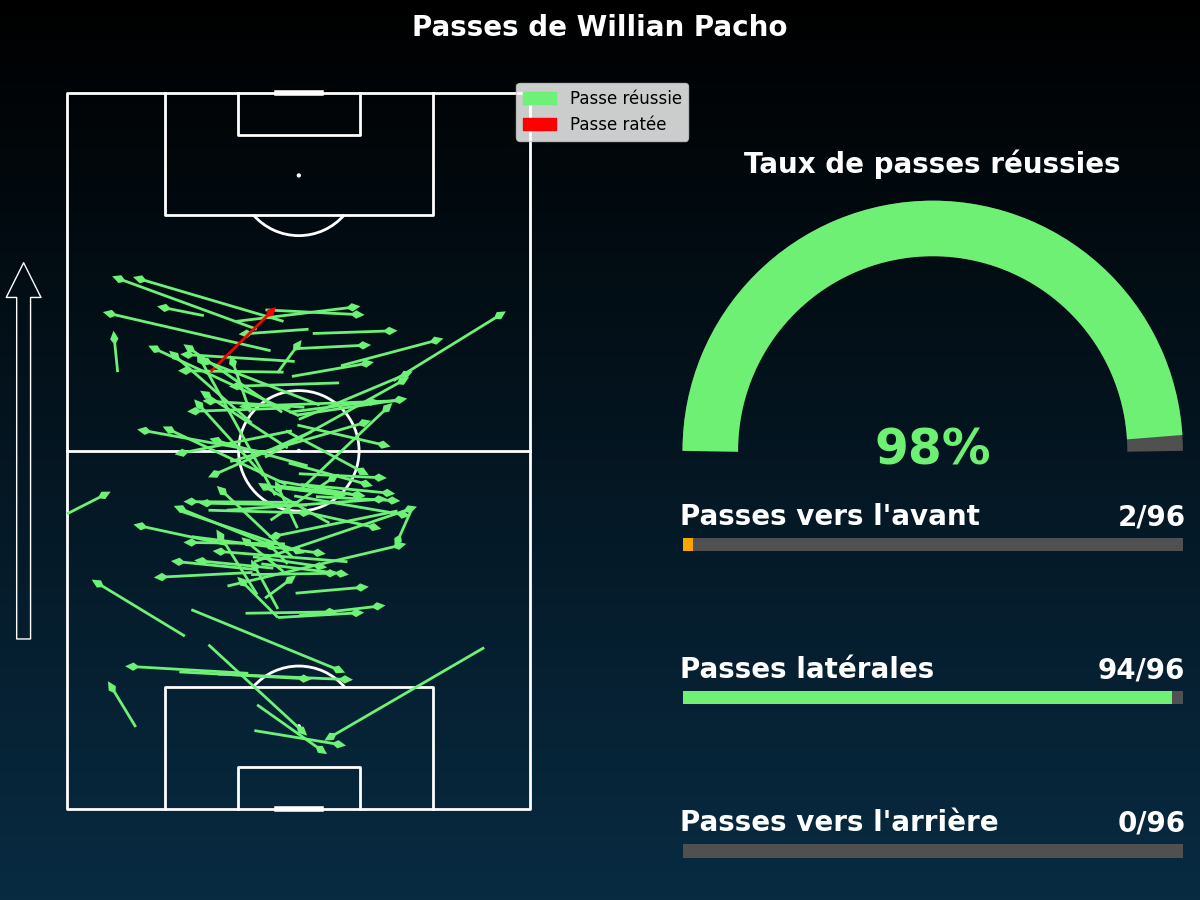 Passes de Willian Pacho
Passe réussie
Passe ratée
Taux de passes réussies
98%
Passes vers l'avant 2/96
Passes latérales 94/96
Passes vers l'arrière 0/96